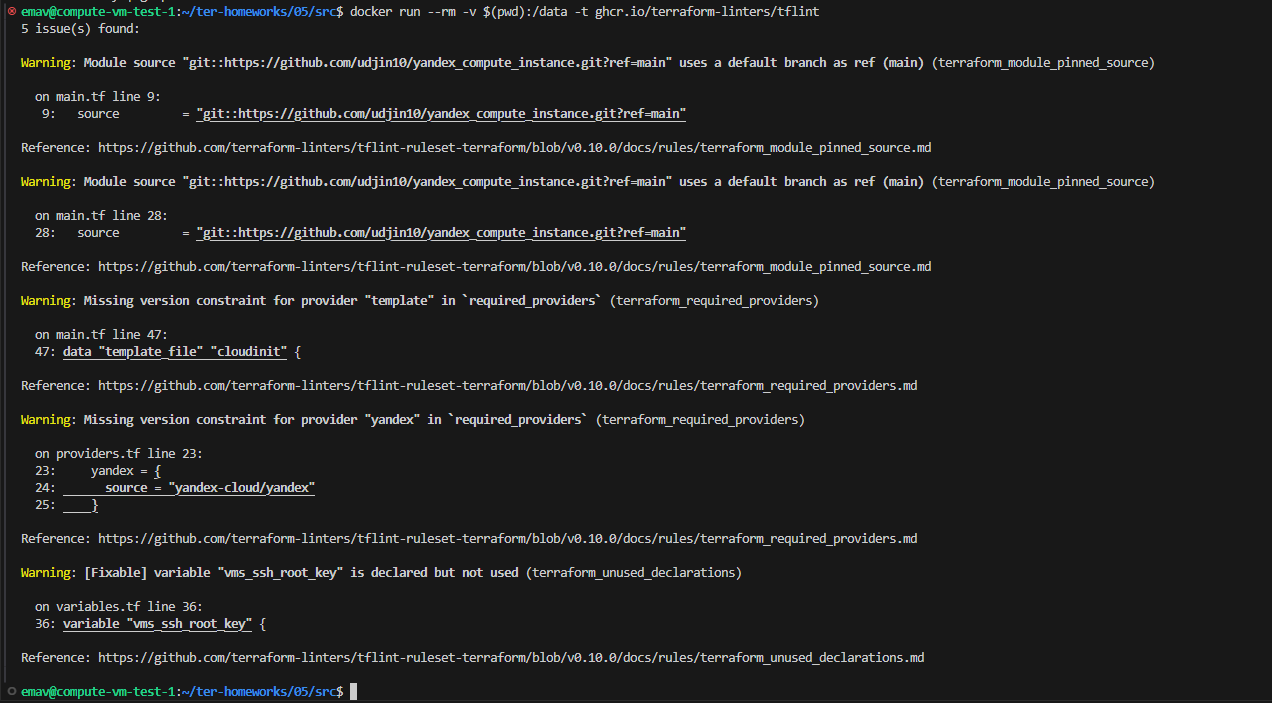 emav@compute-vm-test-1:~/ter-homeworks/05/src$ docker run --rm -v $(pwd):/data -t ghcr.io/terraform-linters/tflint
5 issue(s) found:
Warning: Module source "git::https://github.com/udjin10/yandex_compute_instance.git?ref=main" uses a default branch as ref (main) (terraform_module_pinned_source)
on main.tf line 9:
9: source = "git::https://github.com/udjin10/yandex_compute_instance.git?ref=main"
Reference: https://github.com/terraform-linters/tflint-ruleset-terraform/blob/v0.10.0/docs/rules/terraform_module_pinned_source.md
Warning: Module source "git::https://github.com/udjin10/yandex_compute_instance.git?ref=main" uses a default branch as ref (main) (terraform_module_pinned_source)
on main.tf line 28:
28: source = "git::https://github.com/udjin10/yandex_compute_instance.git?ref=main"
Reference: https://github.com/terraform-linters/tflint-ruleset-terraform/blob/v0.10.0/docs/rules/terraform_module_pinned_source.md
Warning: Missing version constraint for provider "template" in `required_providers` (terraform_required_providers)
on main.tf line 47:
47: data "template_file" "cloudinit" {
Reference: https://github.com/terraform-linters/tflint-ruleset-terraform/blob/v0.10.0/docs/rules/terraform_required_providers.md
Warning: Missing version constraint for provider "yandex" in `required_providers` (terraform_required_providers)
on providers.tf line 23:
23: yandex = {
24: source = "yandex-cloud/yandex"
25: }
Reference: https://github.com/terraform-linters/tflint-ruleset-terraform/blob/v0.10.0/docs/rules/terraform_required_providers.md
Warning: [Fixable] variable "vms_ssh_root_key" is declared but not used (terraform_unused_declarations)
on variables.tf line 36:
36: variable "vms_ssh_root_key" {
Reference: https://github.com/terraform-linters/tflint-ruleset-terraform/blob/v0.10.0/docs/rules/terraform_unused_declarations.md
emav@compute-vm-test-1:~/ter-homeworks/05/src$